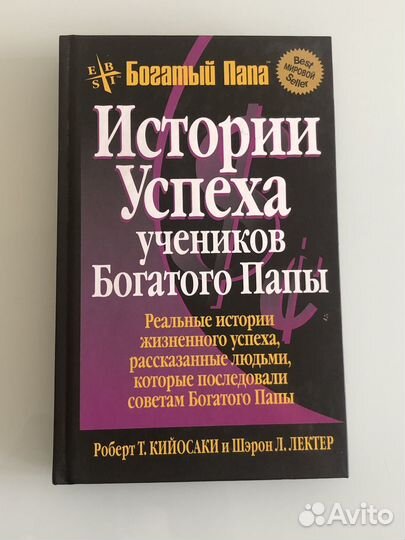 E B
S I
Богатый Папа™
Best
МИРОВОЙ
Seller
Истории
Успеха
учеников
Богатого Папы
Реальные истории
жизненного успеха,
рассказанные людьми,
которые последовали
советам Богатого Папы
Роберт Т. КИЙОСАКИ и Шэрон Л. ЛЕКТЕР
Avito